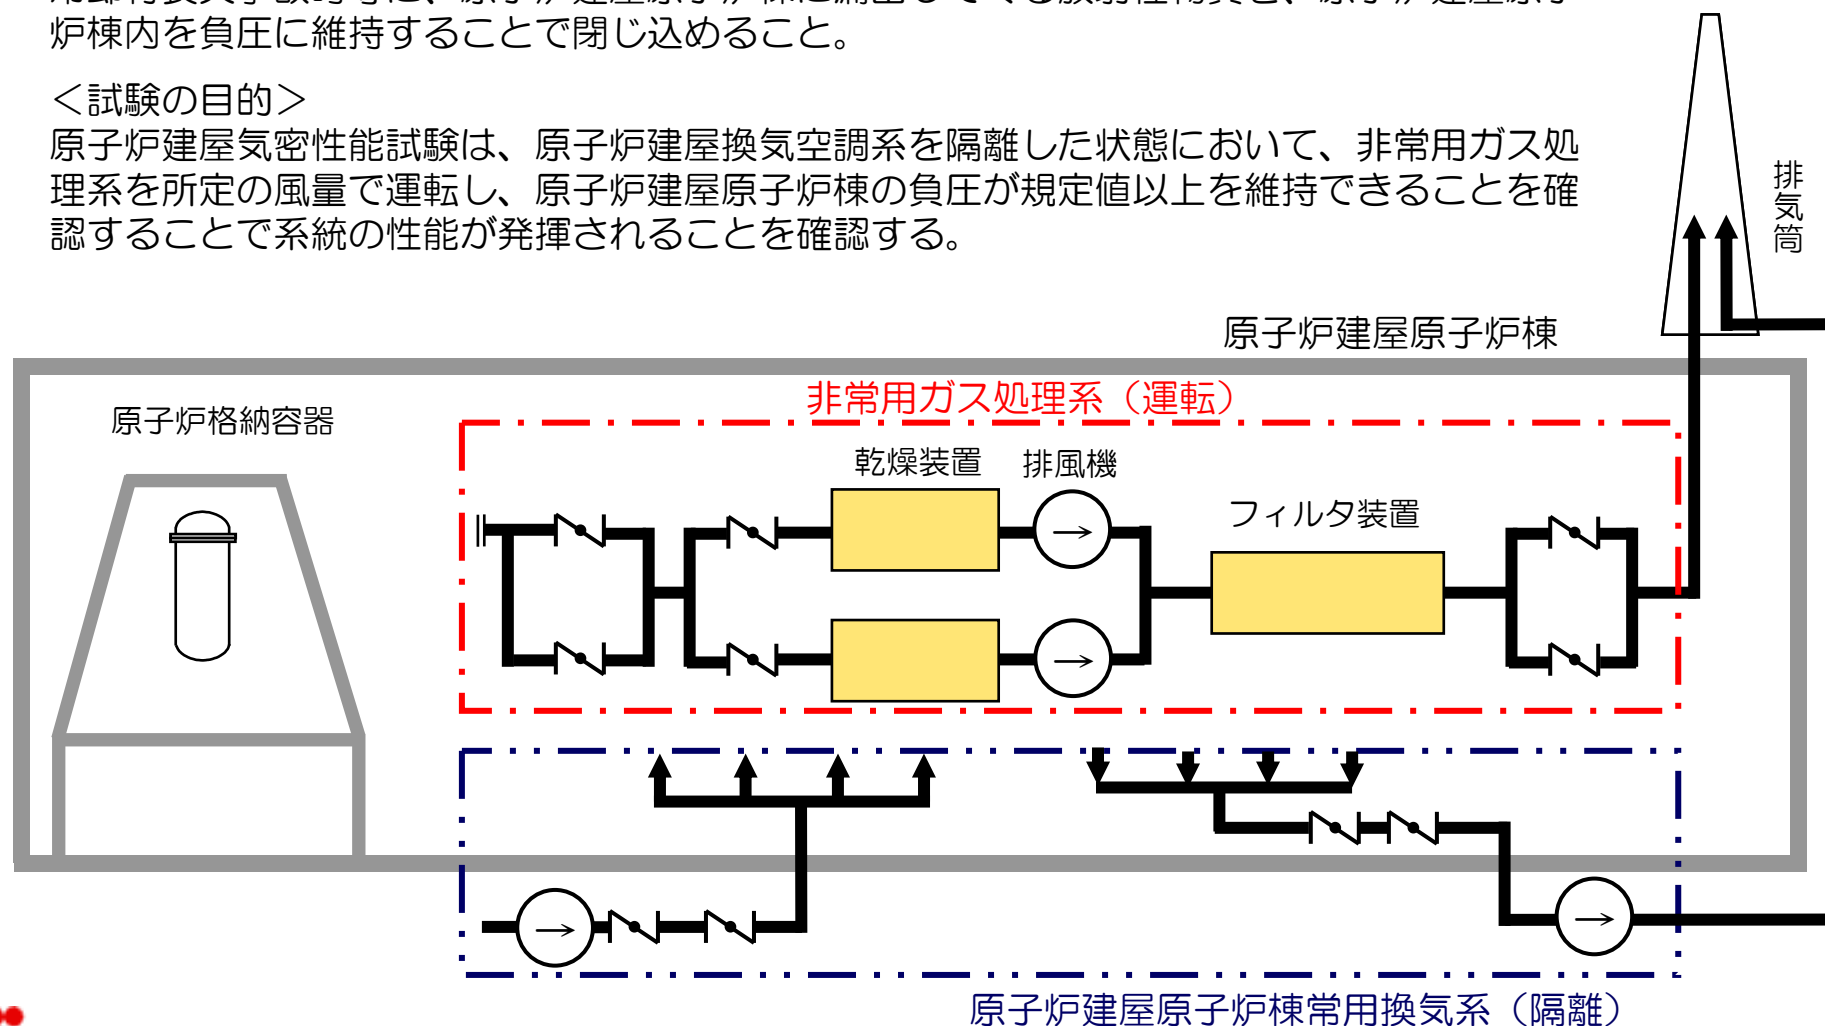 炉棟内を負圧に維持することで閉じ込めること。
＜試験の目的＞
原子炉建屋気密性能試験は、原子炉建屋換気空調系を隔離した状態において、非常用ガス処
理系を所定の風量で運転し、原子炉建屋原子炉棟の負圧が規定値以上を維持できることを確
認することで系統の性能が発揮されることを確認する。
排気筒
原子炉建屋原子炉棟
非常用ガス処理系（運転）
原子炉格納容器
乾燥装置
排風機
フィルタ装置
原子炉建屋原子炉棟常用換気系（隔離）